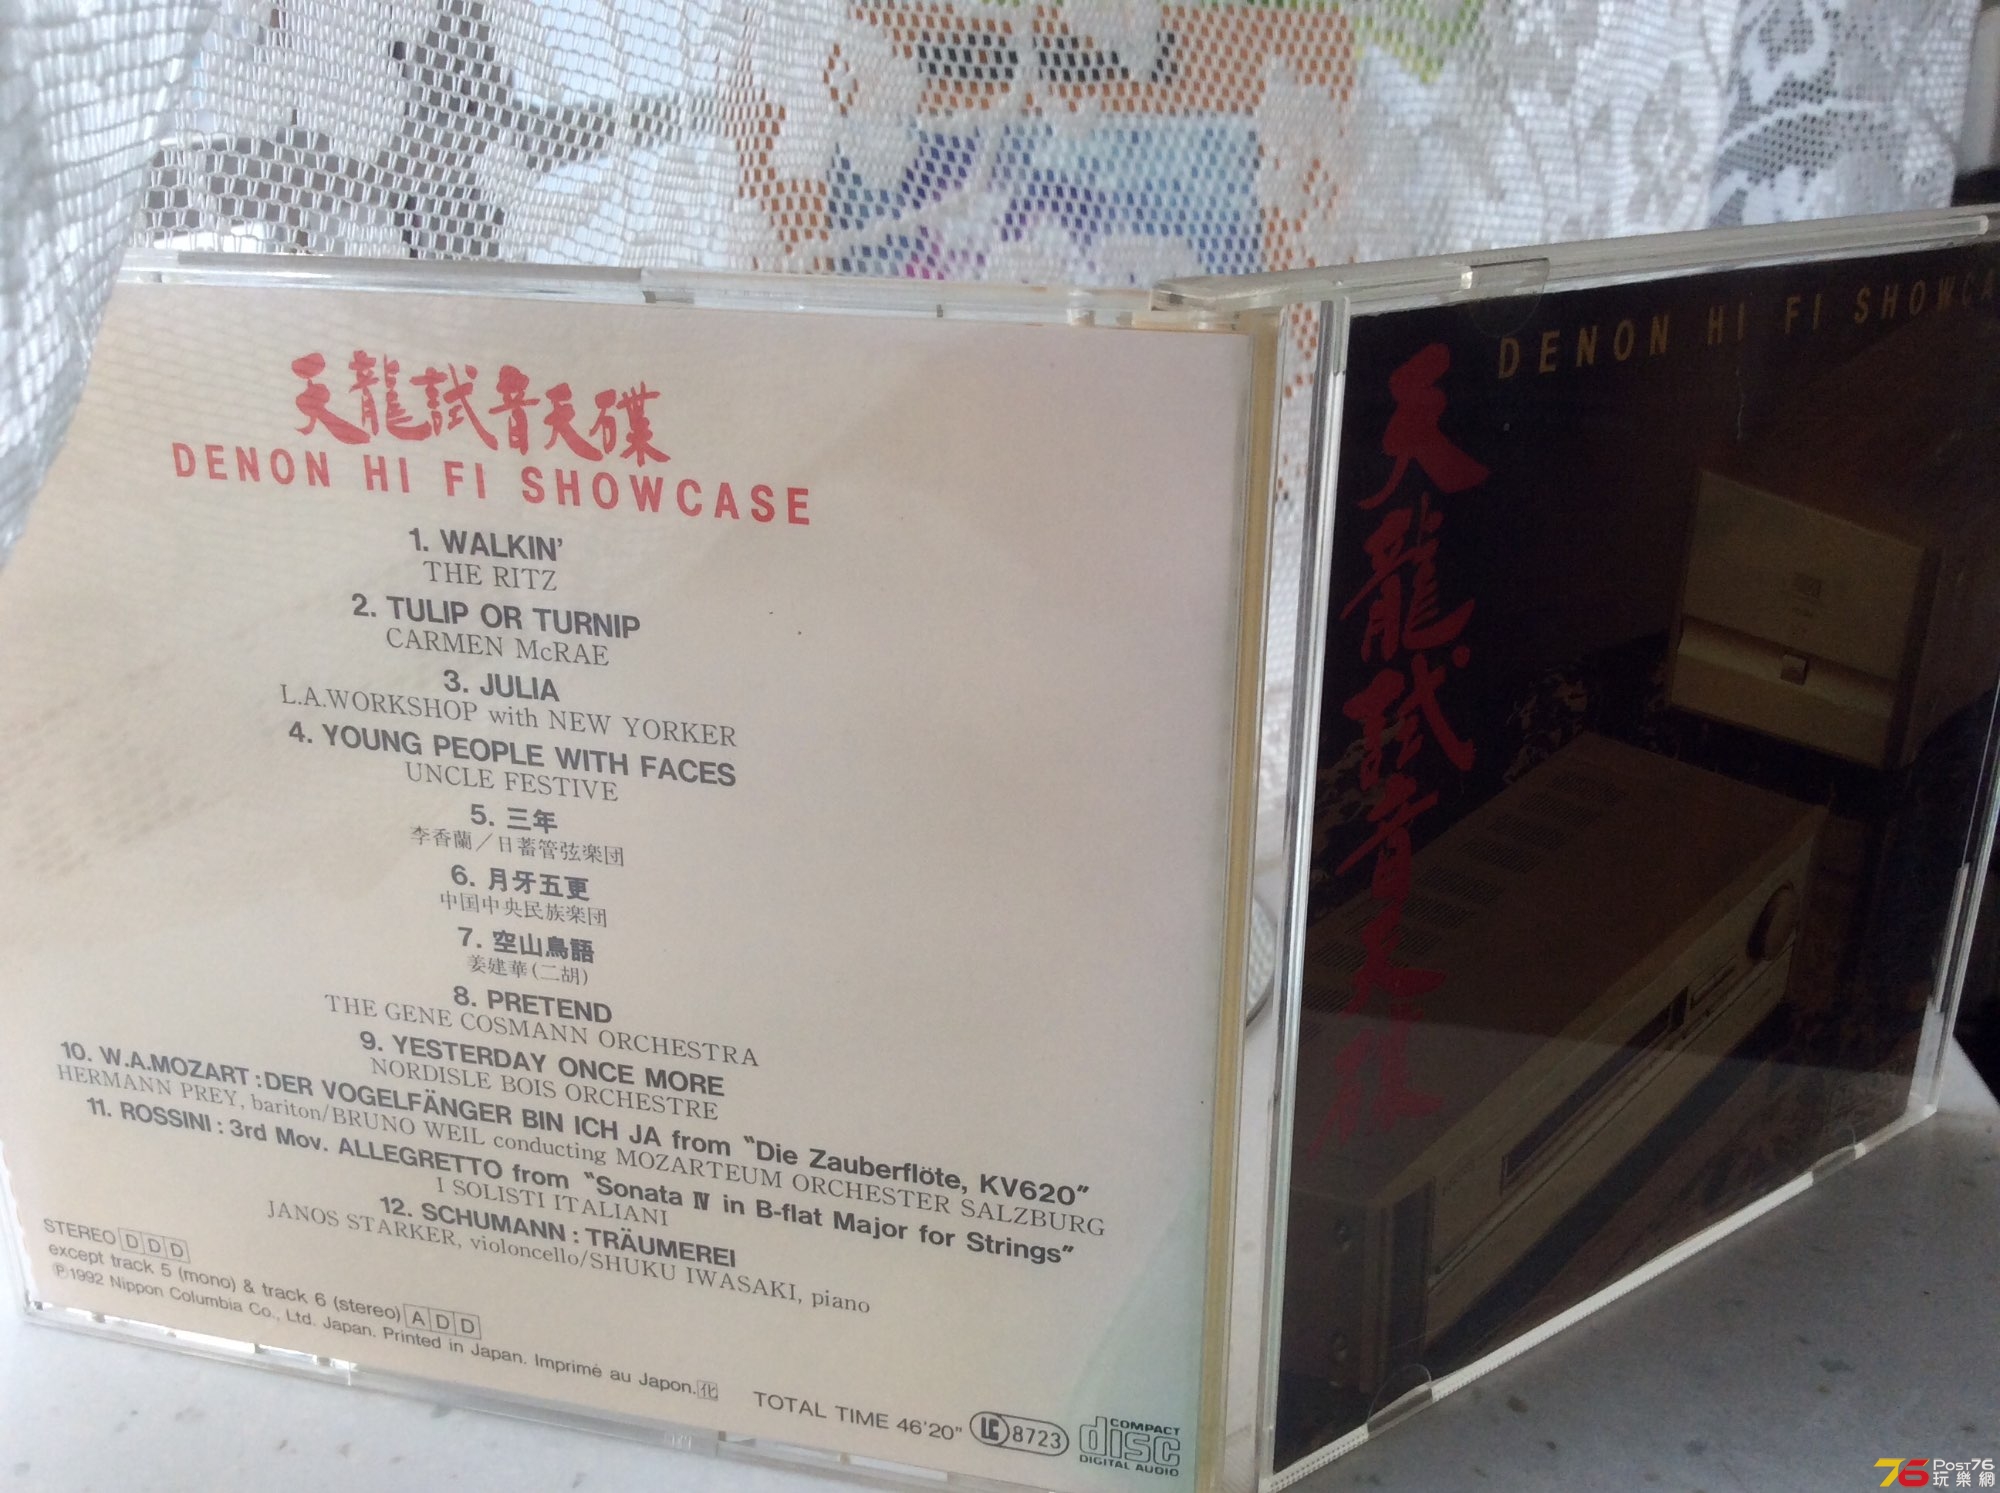 天龍試音天碟
DENON HI FI SHOWCASE
1. WALKIN'
THE RITZ
2. TULIP OR TURNIP
CARMEN McRAE
3. JULIA
L.A.WORKSHOP with NEW YORKER
4. YOUNG PEOPLE WITH FACES
UNCLE FESTIVE
5. 三年
李香蘭／日蓄管弦楽団
6. 月牙五更
中国中央民族楽団
7. 空山鳥語
姜建華(二胡)
8. PRETEND
THE GENE COSMANN ORCHESTRA
9. YESTERDAY ONCE MORE
NORDISLE BOIS ORCHESTRE
10. W.A.MOZART : DER VOGELFÄNGER BIN ICH JA from "Die Zauberflöte, KV620"
HERMANN PREY, bariton/BRUNO WEIL conducting MOZARTEUM ORCHESTER SALZBURG
11. ROSSINI : 3rd Mov. ALLEGRETTO from "Sonata Ⅳ in B-flat Major for Strings"
I SOLISTI ITALIANI
12. SCHUMANN : TRÄUMEREI
JANOS STARKER, violoncello/SHUKU IWASAKI, piano
STEREO DDD
except track 5 (mono) & track 6 (stereo) ADD
Ⓟ1992 Nippon Columbia Co., Ltd. Japan. Printed in Japan. Imprimé au Japon. 化
TOTAL TIME 46'20" LC 8723 COMPACT disc DIGITAL AUDIO
DENON HI FI SHOWCA
天龍試音天碟
76 POST76 玩樂網